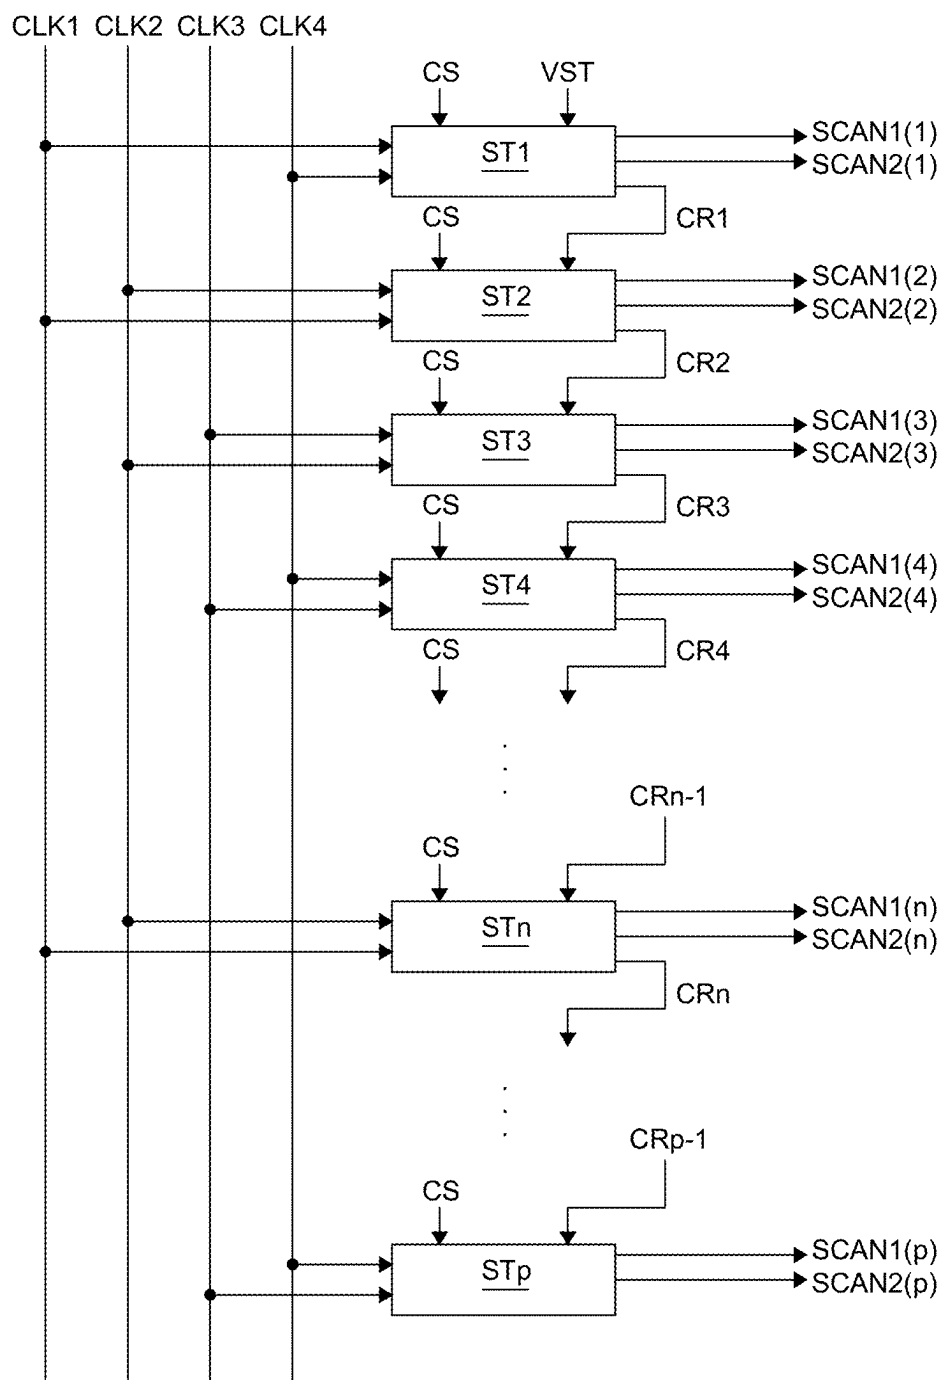 CLK1 CLK2 CLK3 CLK4
CS VST
ST1
SCAN1(1)
SCAN2(1)
CR1
CS
ST2
SCAN1(2)
SCAN2(2)
CR2
CS
ST3
SCAN1(3)
SCAN2(3)
CR3
CS
ST4
SCAN1(4)
SCAN2(4)
CR4
CS
CRn-1
CS
STn
SCAN1(n)
SCAN2(n)
CRn
CRp-1
CS
STp
SCAN1(p)
SCAN2(p)